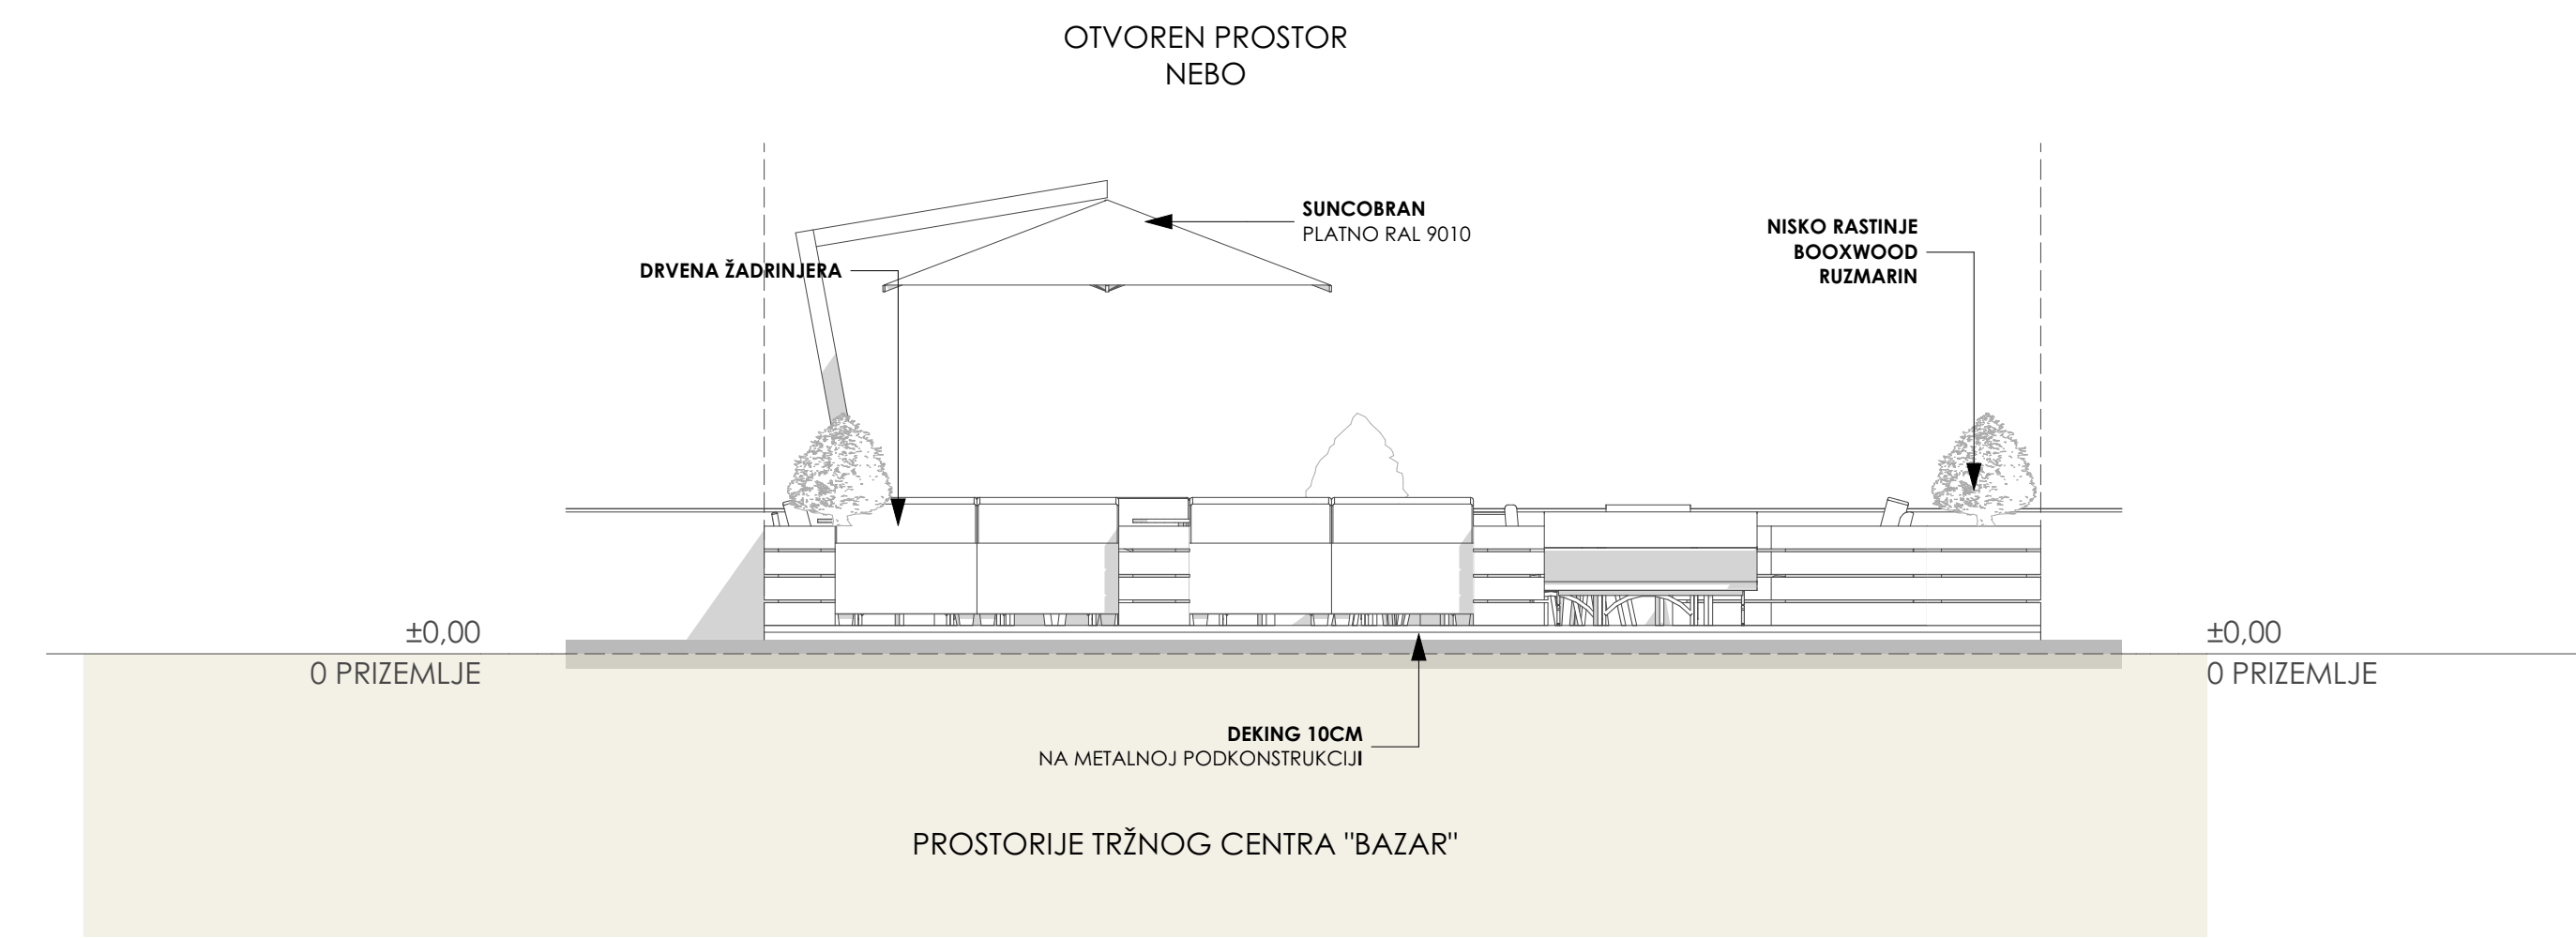 OTVOREN PROSTOR
NEBO
SUNCOBRAN
PLATNO RAL 9010
NISKO RASTINJE
BOOXWOOD
RUZMARIN
DRVENA ŽADRINJERA
±0,00
0 PRIZEMLJE
±0,00
0 PRIZEMLJE
DEKING 10CM
NA METALNOJ PODKONSTRUKCIJI
PROSTORIJE TRŽNOG CENTRA "BAZAR"